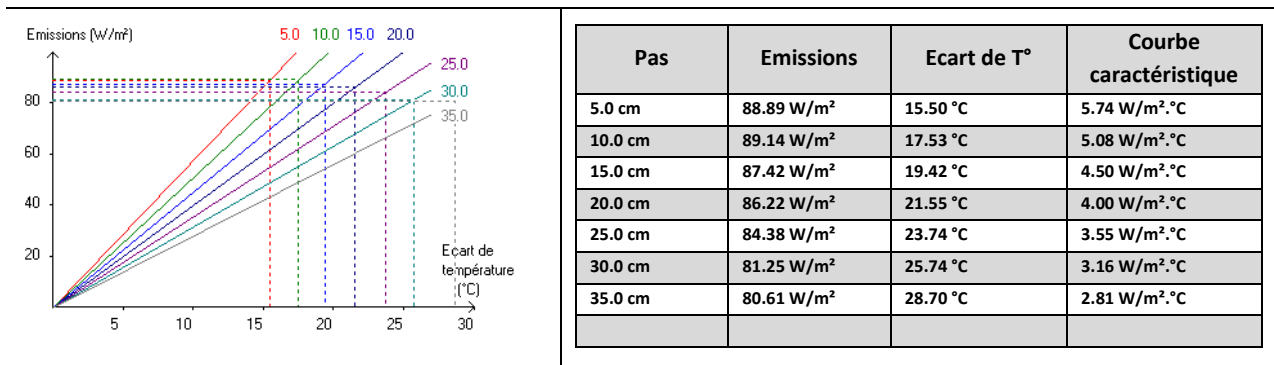 Emissions (W/m²)
5.0 10.0 15.0 20.0
25.0
30.0
35.0
80
60
40
20
Ecart de
température
(°C)
5 10 15 20 25 30
Pas Emissions Ecart de T° Courbe
caractéristique
5.0 cm 88.89 W/m² 15.50 °C 5.74 W/m².°C
10.0 cm 89.14 W/m² 17.53 °C 5.08 W/m².°C
15.0 cm 87.42 W/m² 19.42 °C 4.50 W/m².°C
20.0 cm 86.22 W/m² 21.55 °C 4.00 W/m².°C
25.0 cm 84.38 W/m² 23.74 °C 3.55 W/m².°C
30.0 cm 81.25 W/m² 25.74 °C 3.16 W/m².°C
35.0 cm 80.61 W/m² 28.70 °C 2.81 W/m².°C